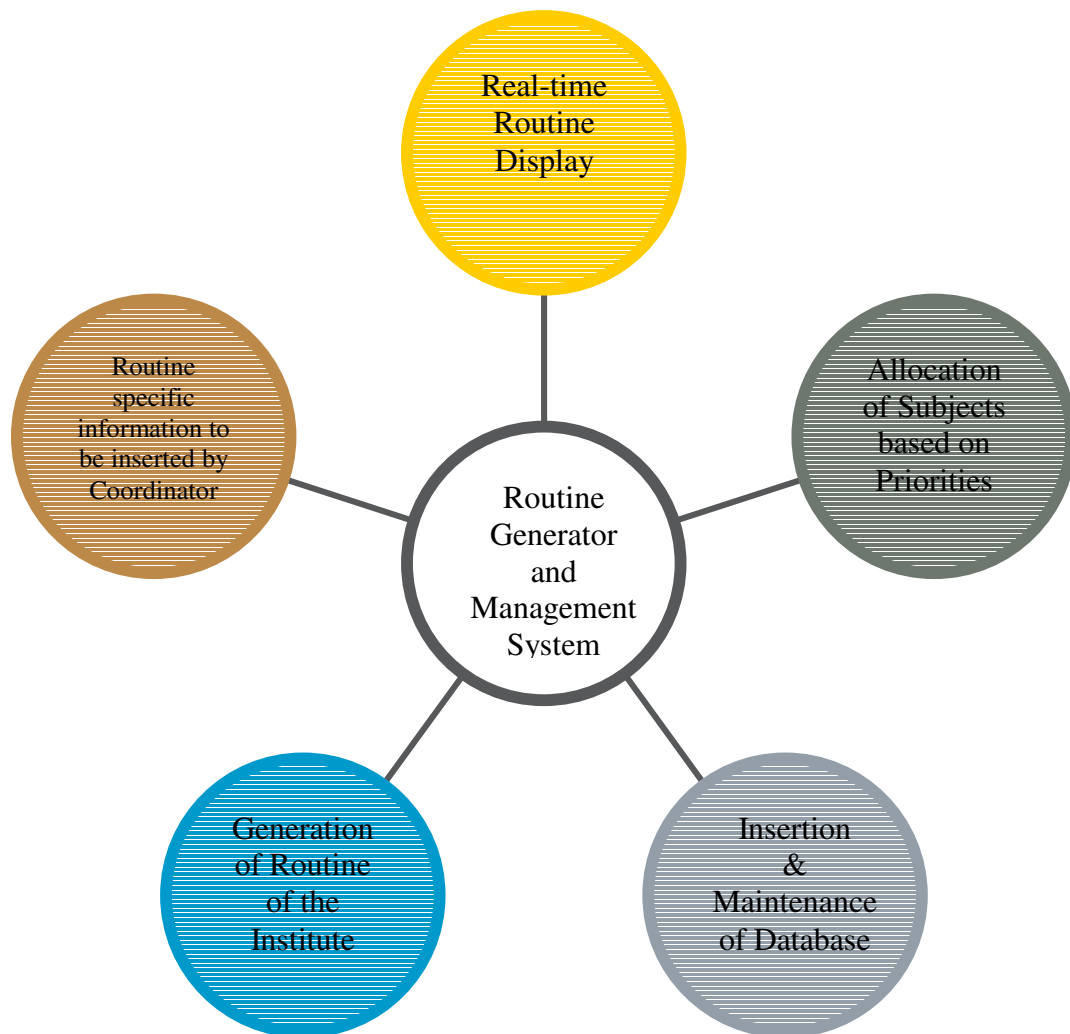 Real-time
Routine
Display
Routine
specific
information to
be inserted by
Coordinator
Allocation
of Subjects
based on
Priorities
Routine
Generator
and
Management
System
Generation
of Routine
of the
Institute
Insertion
&
Maintenance
of Database